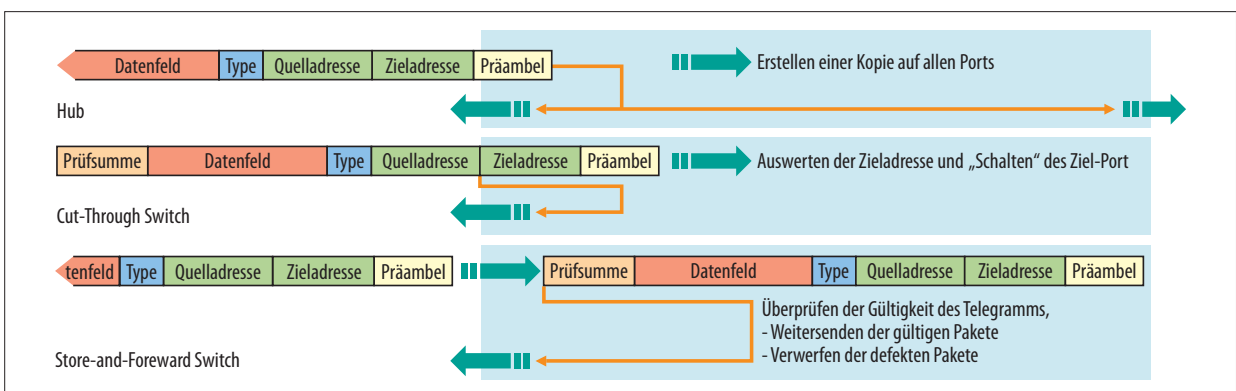 Datenfeld Type Quelladresse Zieladresse Präambel
Erstellen einer Kopie auf allen Ports
Hub
Prüfsumme Datenfeld Type Quelladresse Zieladresse Präambel
Auswerten der Zieladresse und „Schalten“ des Ziel-Port
Cut-Through Switch
tenfeld Type Quelladresse Zieladresse Präambel
Prüfsumme Datenfeld Type Quelladresse Zieladresse Präambel
Überprüfen der Gültigkeit des Telegramms,
- Weitersenden der gültigen Pakete
- Verwerfen der defekten Pakete
Store-and-Foreward Switch